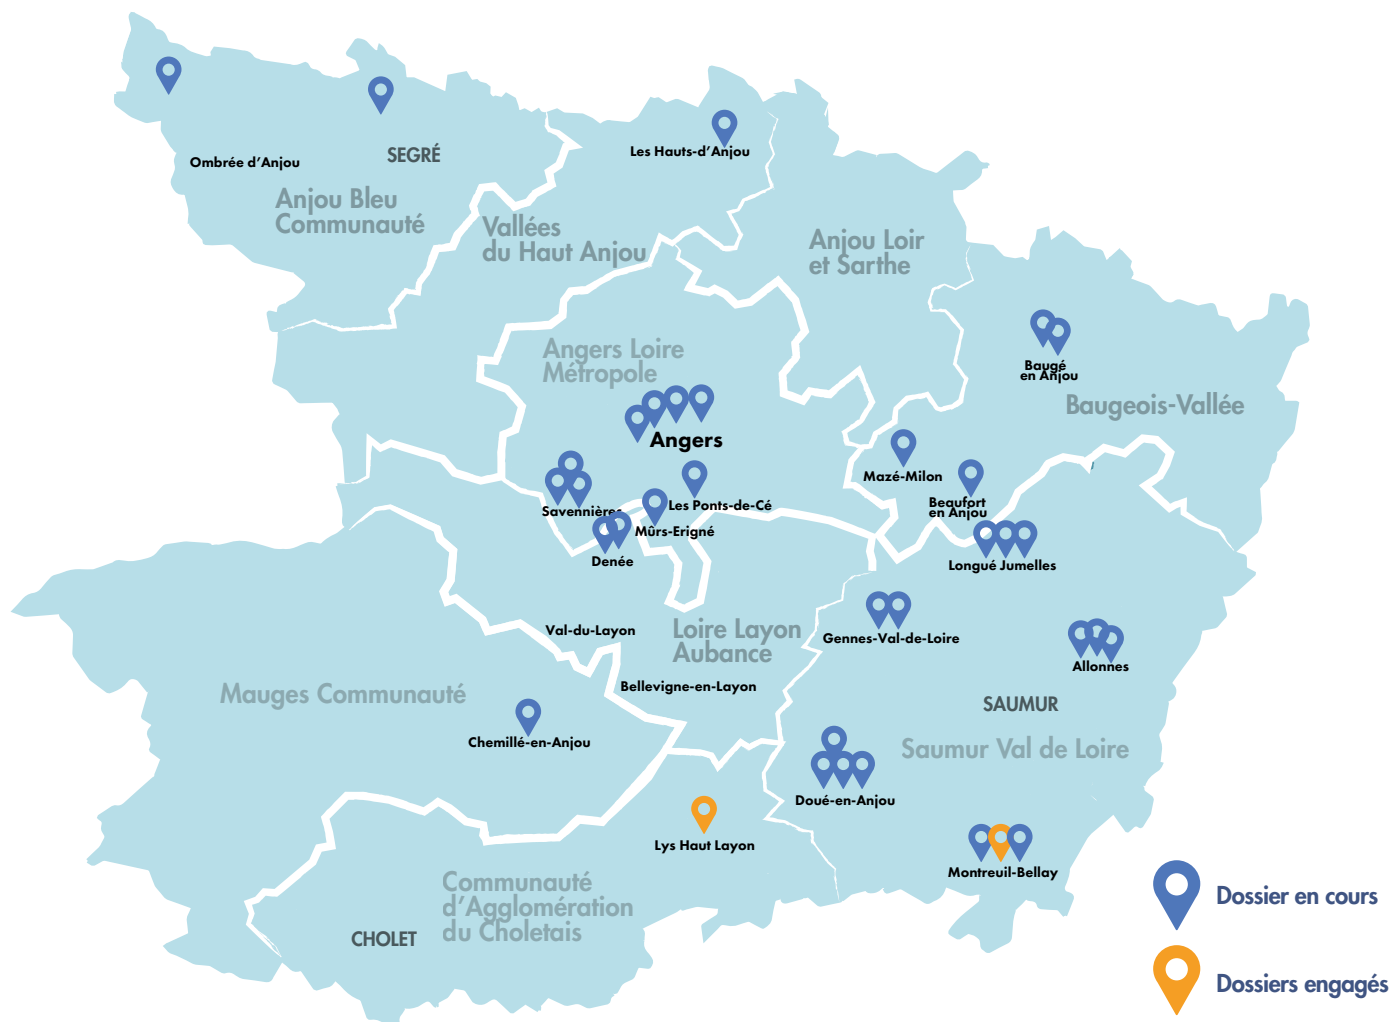 Ombrée d'Anjou
SEGRÉ
Anjou Bleu
Communauté
Les Hauts-d'Anjou
Vallées
du Haut Anjou
Anjou Loir
et Sarthe
Angers Loire
Métropole
Angers
Baugé
en Anjou
Baugeois-Vallée
Mazé-Milon
Beaufort
en Anjou
Savennières
Les Ponts-de-Cé
Mûrs-Erigné
Denée
Longué Jumelles
Val-du-Layon
Loire Layon
Aubance
Gennes-Val-de-Loire
Allonnes
Bellevigne-en-Layon
Mauges Communauté
SAUMUR
Saumur Val de Loire
Chemillé-en-Anjou
Doué-en-Anjou
Lys Haut Layon
Montreuil-Bellay
Communauté
d'Agglomération
du Choletais
CHOLET
Dossier en cours
Dossiers engagés